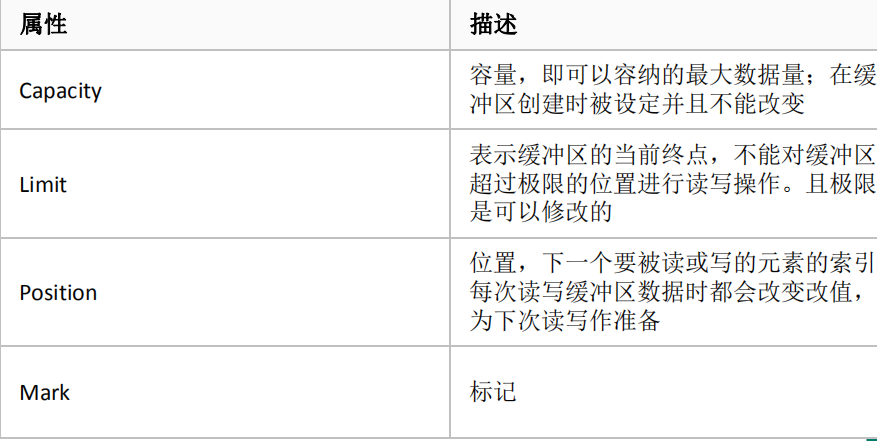 属性 描述
Capacity
容量，即可以容纳的最大数据量；在缓
冲区创建时被设定并且不能改变
Limit
表示缓冲区的当前终点，不能对缓冲区
超过极限的位置进行读写操作。且极限
是可以修改的
Position
位置，下一个要被读或写的元素的索引
每次读写缓冲区数据时都会改变改值，
为下次读写作准备
Mark
标记